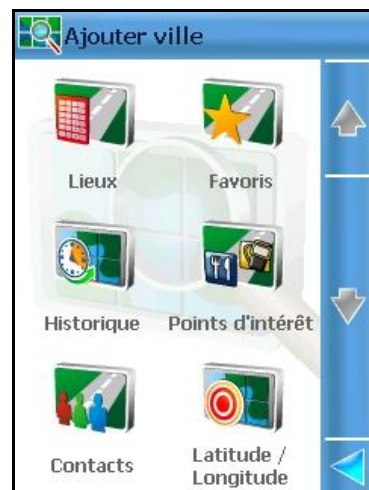 Ajouter ville
Lieux
Favoris
Historique
Points d'intérêt
Contacts
Latitude /
Longitude